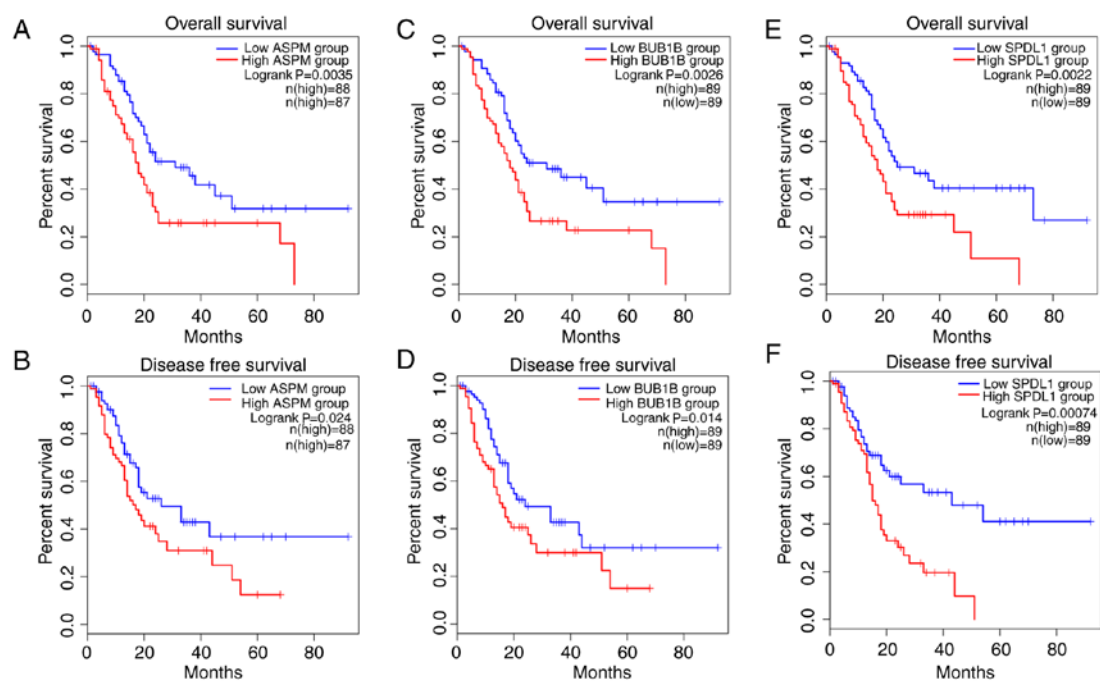 A
Overall survival
Low ASPM group
High ASPM group
Logrank P=0.0035
n(high)=88
n(high)=87
Percent survival
1.0
0.8
0.6
0.4
0.2
0.0
0 20 40 60 80
Months
C
Overall survival
Low BUB1B group
High BUB1B group
Logrank P=0.0026
n(high)=89
n(low)=89
Percent survival
1.0
0.8
0.6
0.4
0.2
0.0
0 20 40 60 80
Months
E
Overall survival
Low SPDL1 group
High SPDL1 group
Logrank P=0.0022
n(high)=89
n(low)=89
Percent survival
1.0
0.8
0.6
0.4
0.2
0.0
0 20 40 60 80
Months
B
Disease free survival
Low ASPM group
High ASPM group
Logrank P=0.024
n(high)=88
n(high)=87
Percent survival
1.0
0.8
0.6
0.4
0.2
0.0
0 20 40 60 80
Months
D
Disease free survival
Low BUB1B group
High BUB1B group
Logrank P=0.014
n(high)=89
n(low)=89
Percent survival
1.0
0.8
0.6
0.4
0.2
0.0
0 20 40 60 80
Months
F
Disease free survival
Low SPDL1 group
High SPDL1 group
Logrank P=0.00074
n(high)=89
n(low)=89
Percent survival
1.0
0.8
0.6
0.4
0.2
0.0
0 20 40 60 80
Months